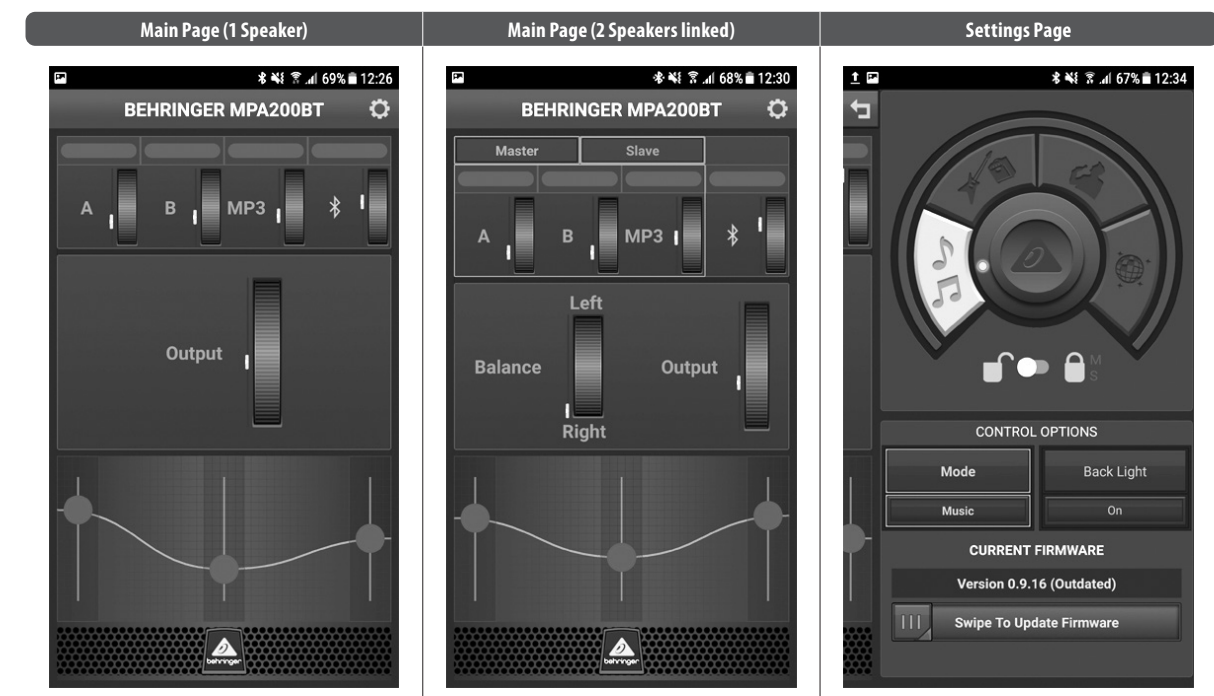 Main Page (1 Speaker)
Main Page (2 Speakers linked)
Settings Page
69% 12:26
BEHRINGER MPA200BT
A
B
MP3
Output
behringer
68% 12:30
BEHRINGER MPA200BT
Master
Slave
A
B
MP3
Left
Balance
Output
Right
behringer
67% 12:34
M
S
CONTROL OPTIONS
Mode
Back Light
Music
On
CURRENT FIRMWARE
Version 0.9.16 (Outdated)
Swipe To Update Firmware